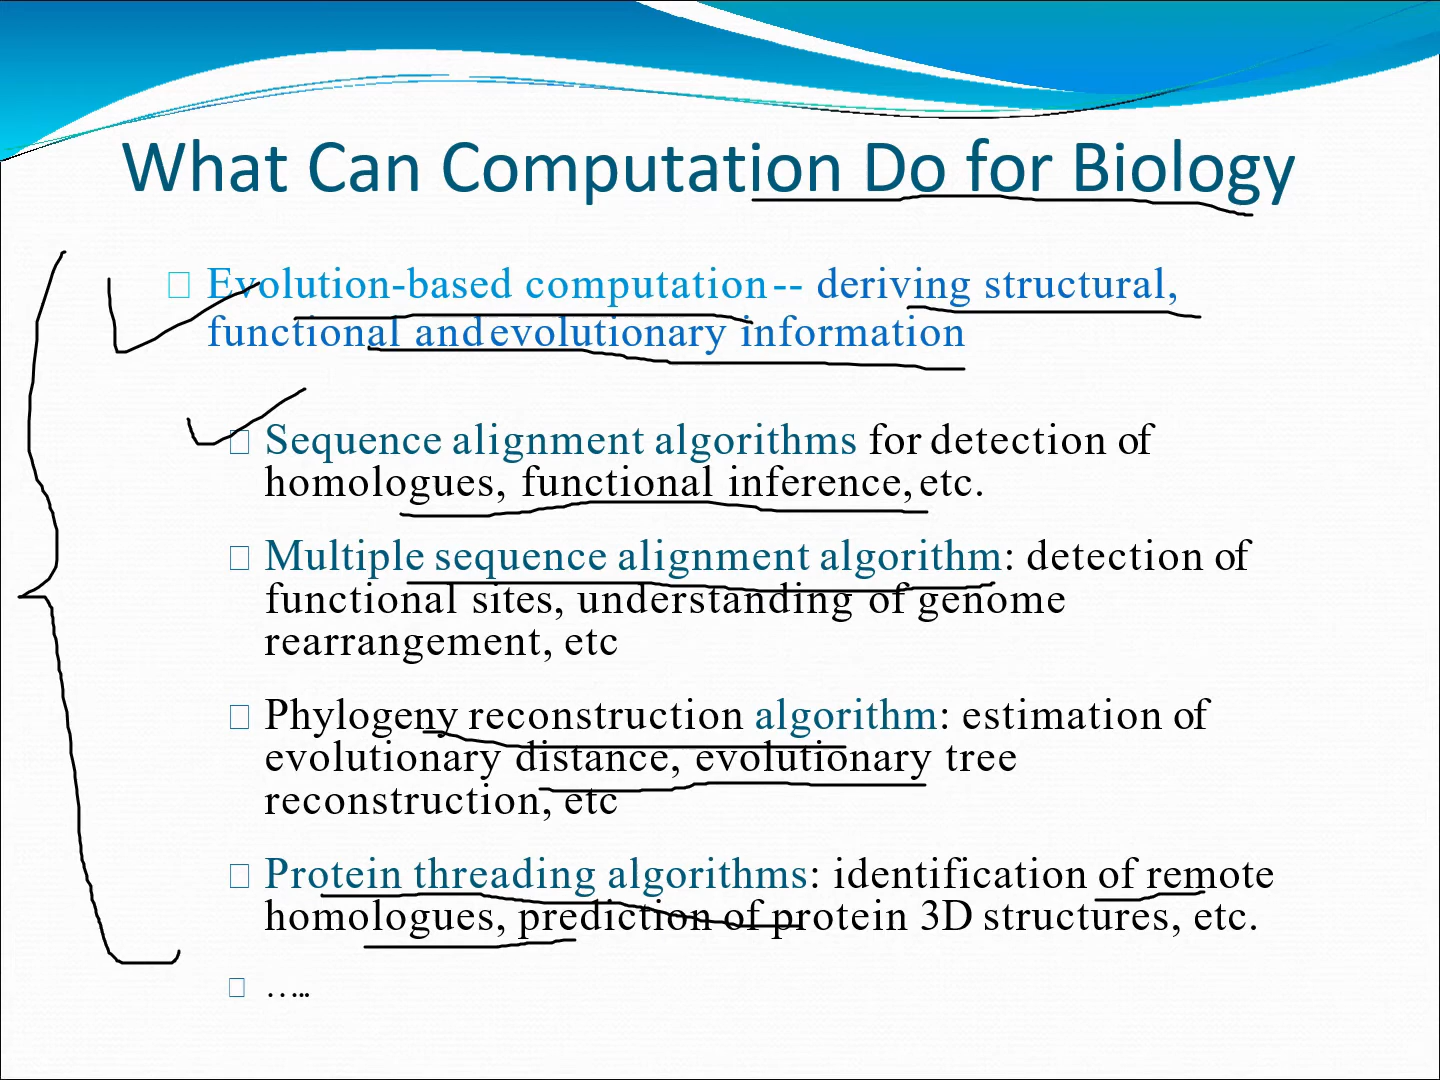 What Can Computation Do for Biology
Evolution-based computation -- deriving structural,
functional and evolutionary information
Sequence alignment algorithms for detection of
homologues, functional inference, etc.
Multiple sequence alignment algorithm: detection of
functional sites, understanding of genome
rearrangement, etc
Phylogeny reconstruction algorithm: estimation of
evolutionary distance, evolutionary tree
reconstruction, etc
Protein threading algorithms: identification of remote
homologues, prediction of protein 3D structures, etc.
…..